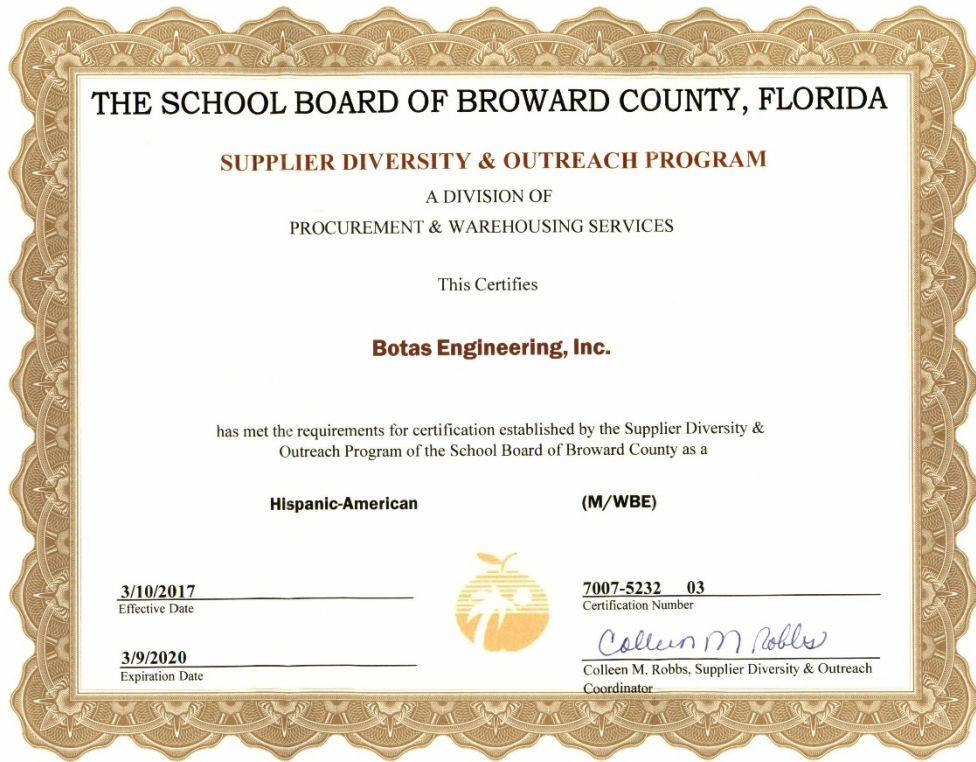 THE SCHOOL BOARD OF BROWARD COUNTY, FLORIDA
SUPPLIER DIVERSITY & OUTREACH PROGRAM
A DIVISION OF
PROCUREMENT & WAREHOUSING SERVICES
This Certifies
Botas Engineering, Inc.
has met the requirements for certification established by the Supplier Diversity &
Outreach Program of the School Board of Broward County as a
Hispanic-American (M/WBE)
3/10/2017
Effective Date
7007-5232 03
Certification Number
Colleen M Robbs
3/9/2020
Expiration Date
Colleen M. Robbs, Supplier Diversity & Outreach
Coordinator